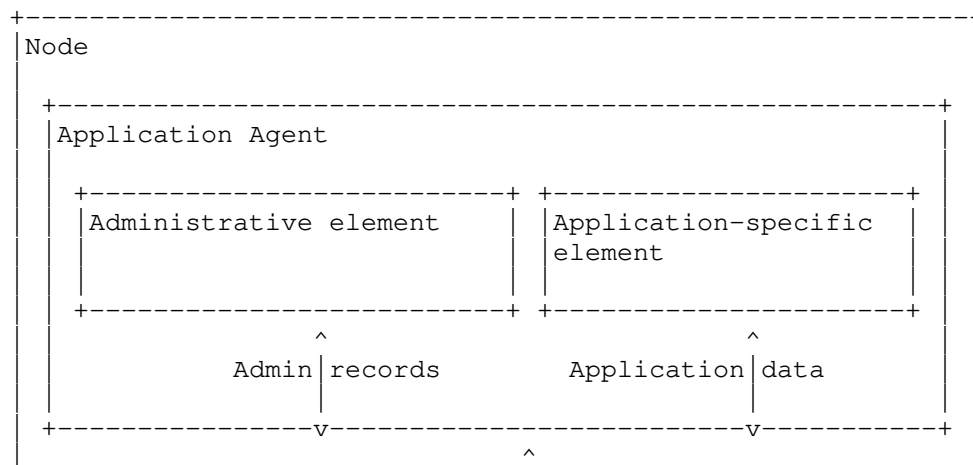 Node
Application Agent
Administrative element
Application-specific
element
Admin records
Application data